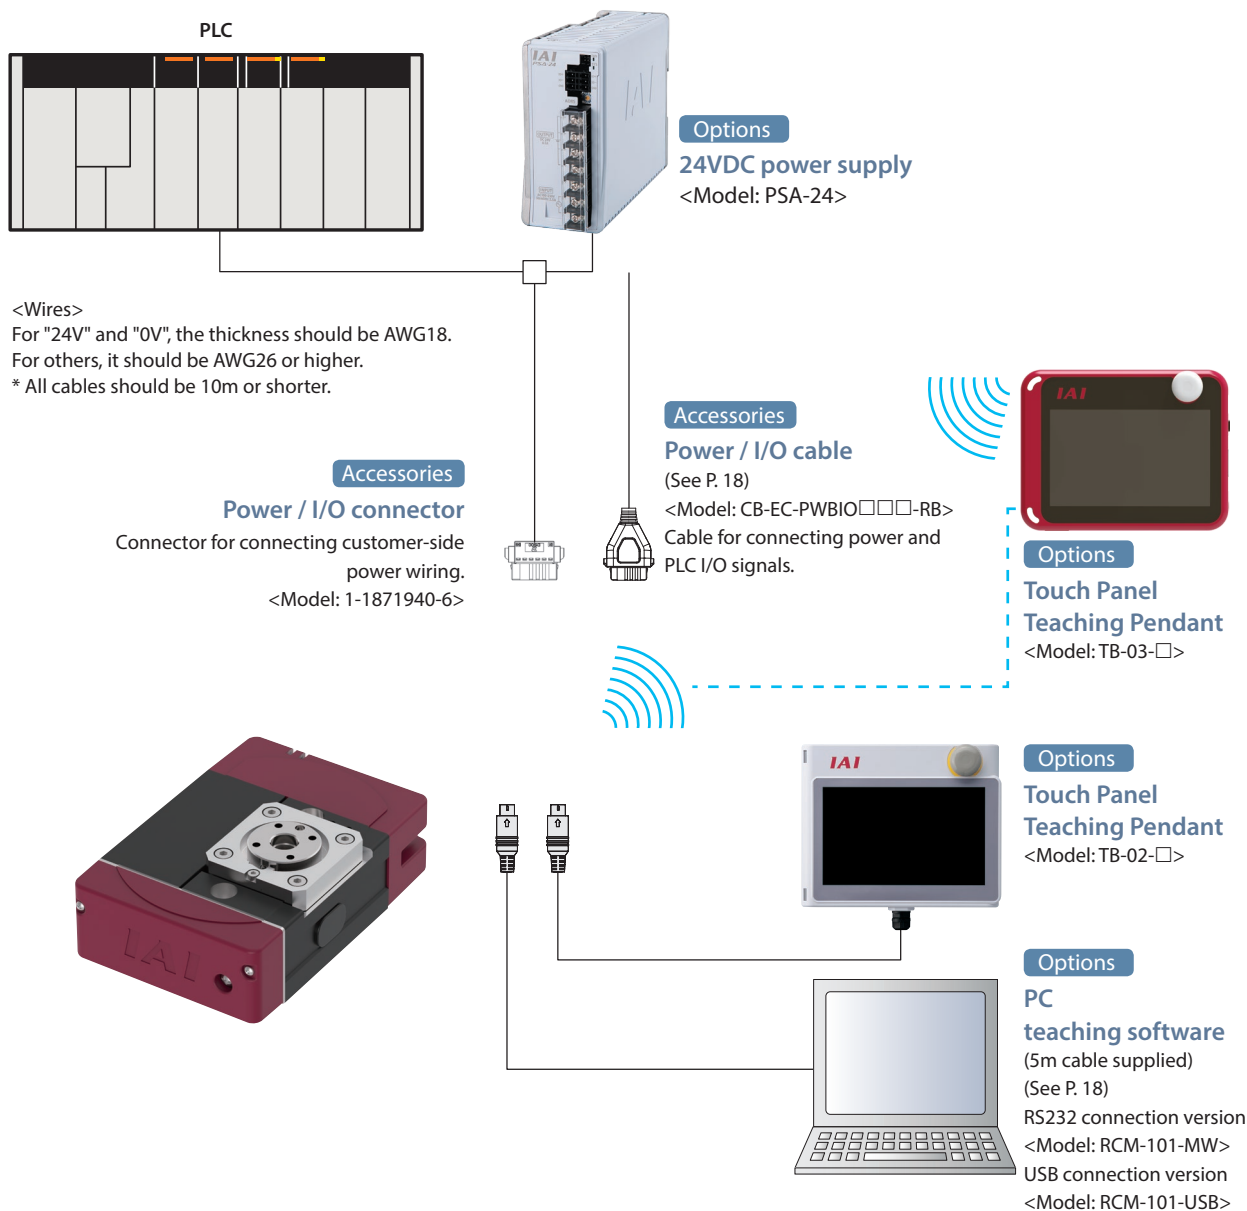 PLC
IAI
PSA-24
Options
24VDC power supply
<Model: PSA-24>
<Wires>
For "24V" and "0V", the thickness should be AWG18.
For others, it should be AWG26 or higher.
* All cables should be 10m or shorter.
Accessories
Power / I/O connector
Connector for connecting customer-side
power wiring.
<Model: 1-1871940-6>
Accessories
Power / I/O cable
(See P. 18)
<Model: CB-EC-PWBIO□□□-RB>
Cable for connecting power and
PLC I/O signals.
IAI
Options
Touch Panel
Teaching Pendant
<Model: TB-03-□>
IAI
Options
Touch Panel
Teaching Pendant
<Model: TB-02-□>
IAI
Options
PC
teaching software
(5m cable supplied)
(See P. 18)
RS232 connection version
<Model: RCM-101-MW>
USB connection version
<Model: RCM-101-USB>